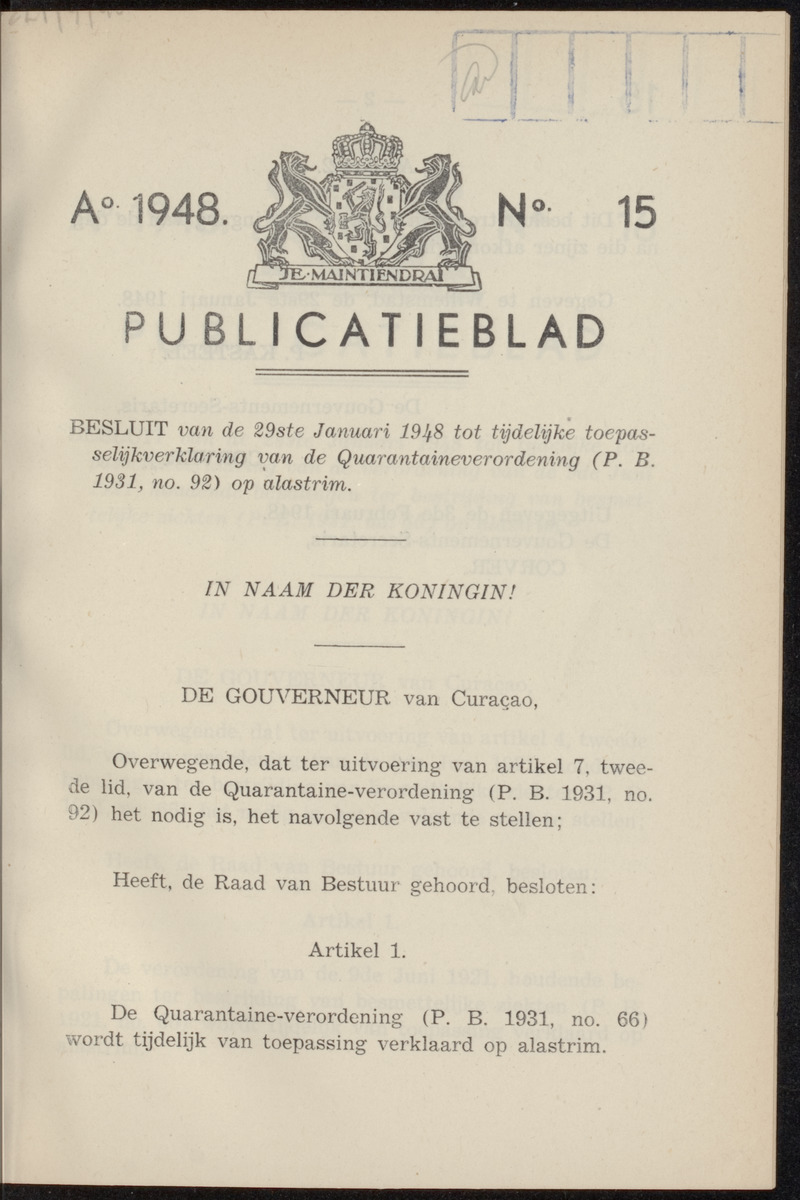 Aº. 1948.
Nº. 15
JE·MAINTIENDRAI
PUBLICATIEBLAD
BESLUIT van de 29ste Januari 1948 tot tijdelijke toepas-
selijkverklaring van de Quarantaineverordening (P. B.
1931, no. 92) op alastrim.
IN NAAM DER KONINGIN!
DE GOUVERNEUR van Curaçao,
Overwegende, dat ter uitvoering van artikel 7, twee-
de lid, van de Quarantaine-verordening (P. B. 1931, no.
92) het nodig is, het navolgende vast te stellen;
Heeft, de Raad van Bestuur gehoord, besloten:
Artikel 1.
De Quarantaine-verordening (P. B. 1931, no. 66)
wordt tijdelijk van toepassing verklaard op alastrim.